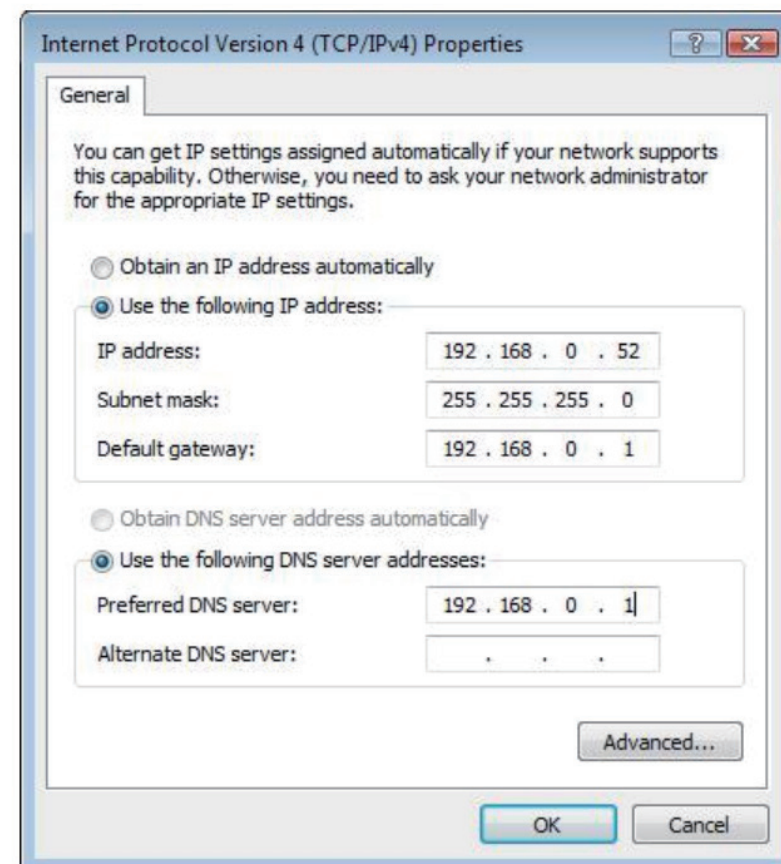 Internet Protocol Version 4 (TCP/IPv4) Properties
General
You can get IP settings assigned automatically if your network supports
this capability. Otherwise, you need to ask your network administrator
for the appropriate IP settings.
Obtain an IP address automatically
Use the following IP address:
IP address: 192 . 168 . 0 . 52
Subnet mask: 255 . 255 . 255 . 0
Default gateway: 192 . 168 . 0 . 1
Obtain DNS server address automatically
Use the following DNS server addresses:
Preferred DNS server: 192 . 168 . 0 . 1
Alternate DNS server: . . .
Advanced...
OK Cancel